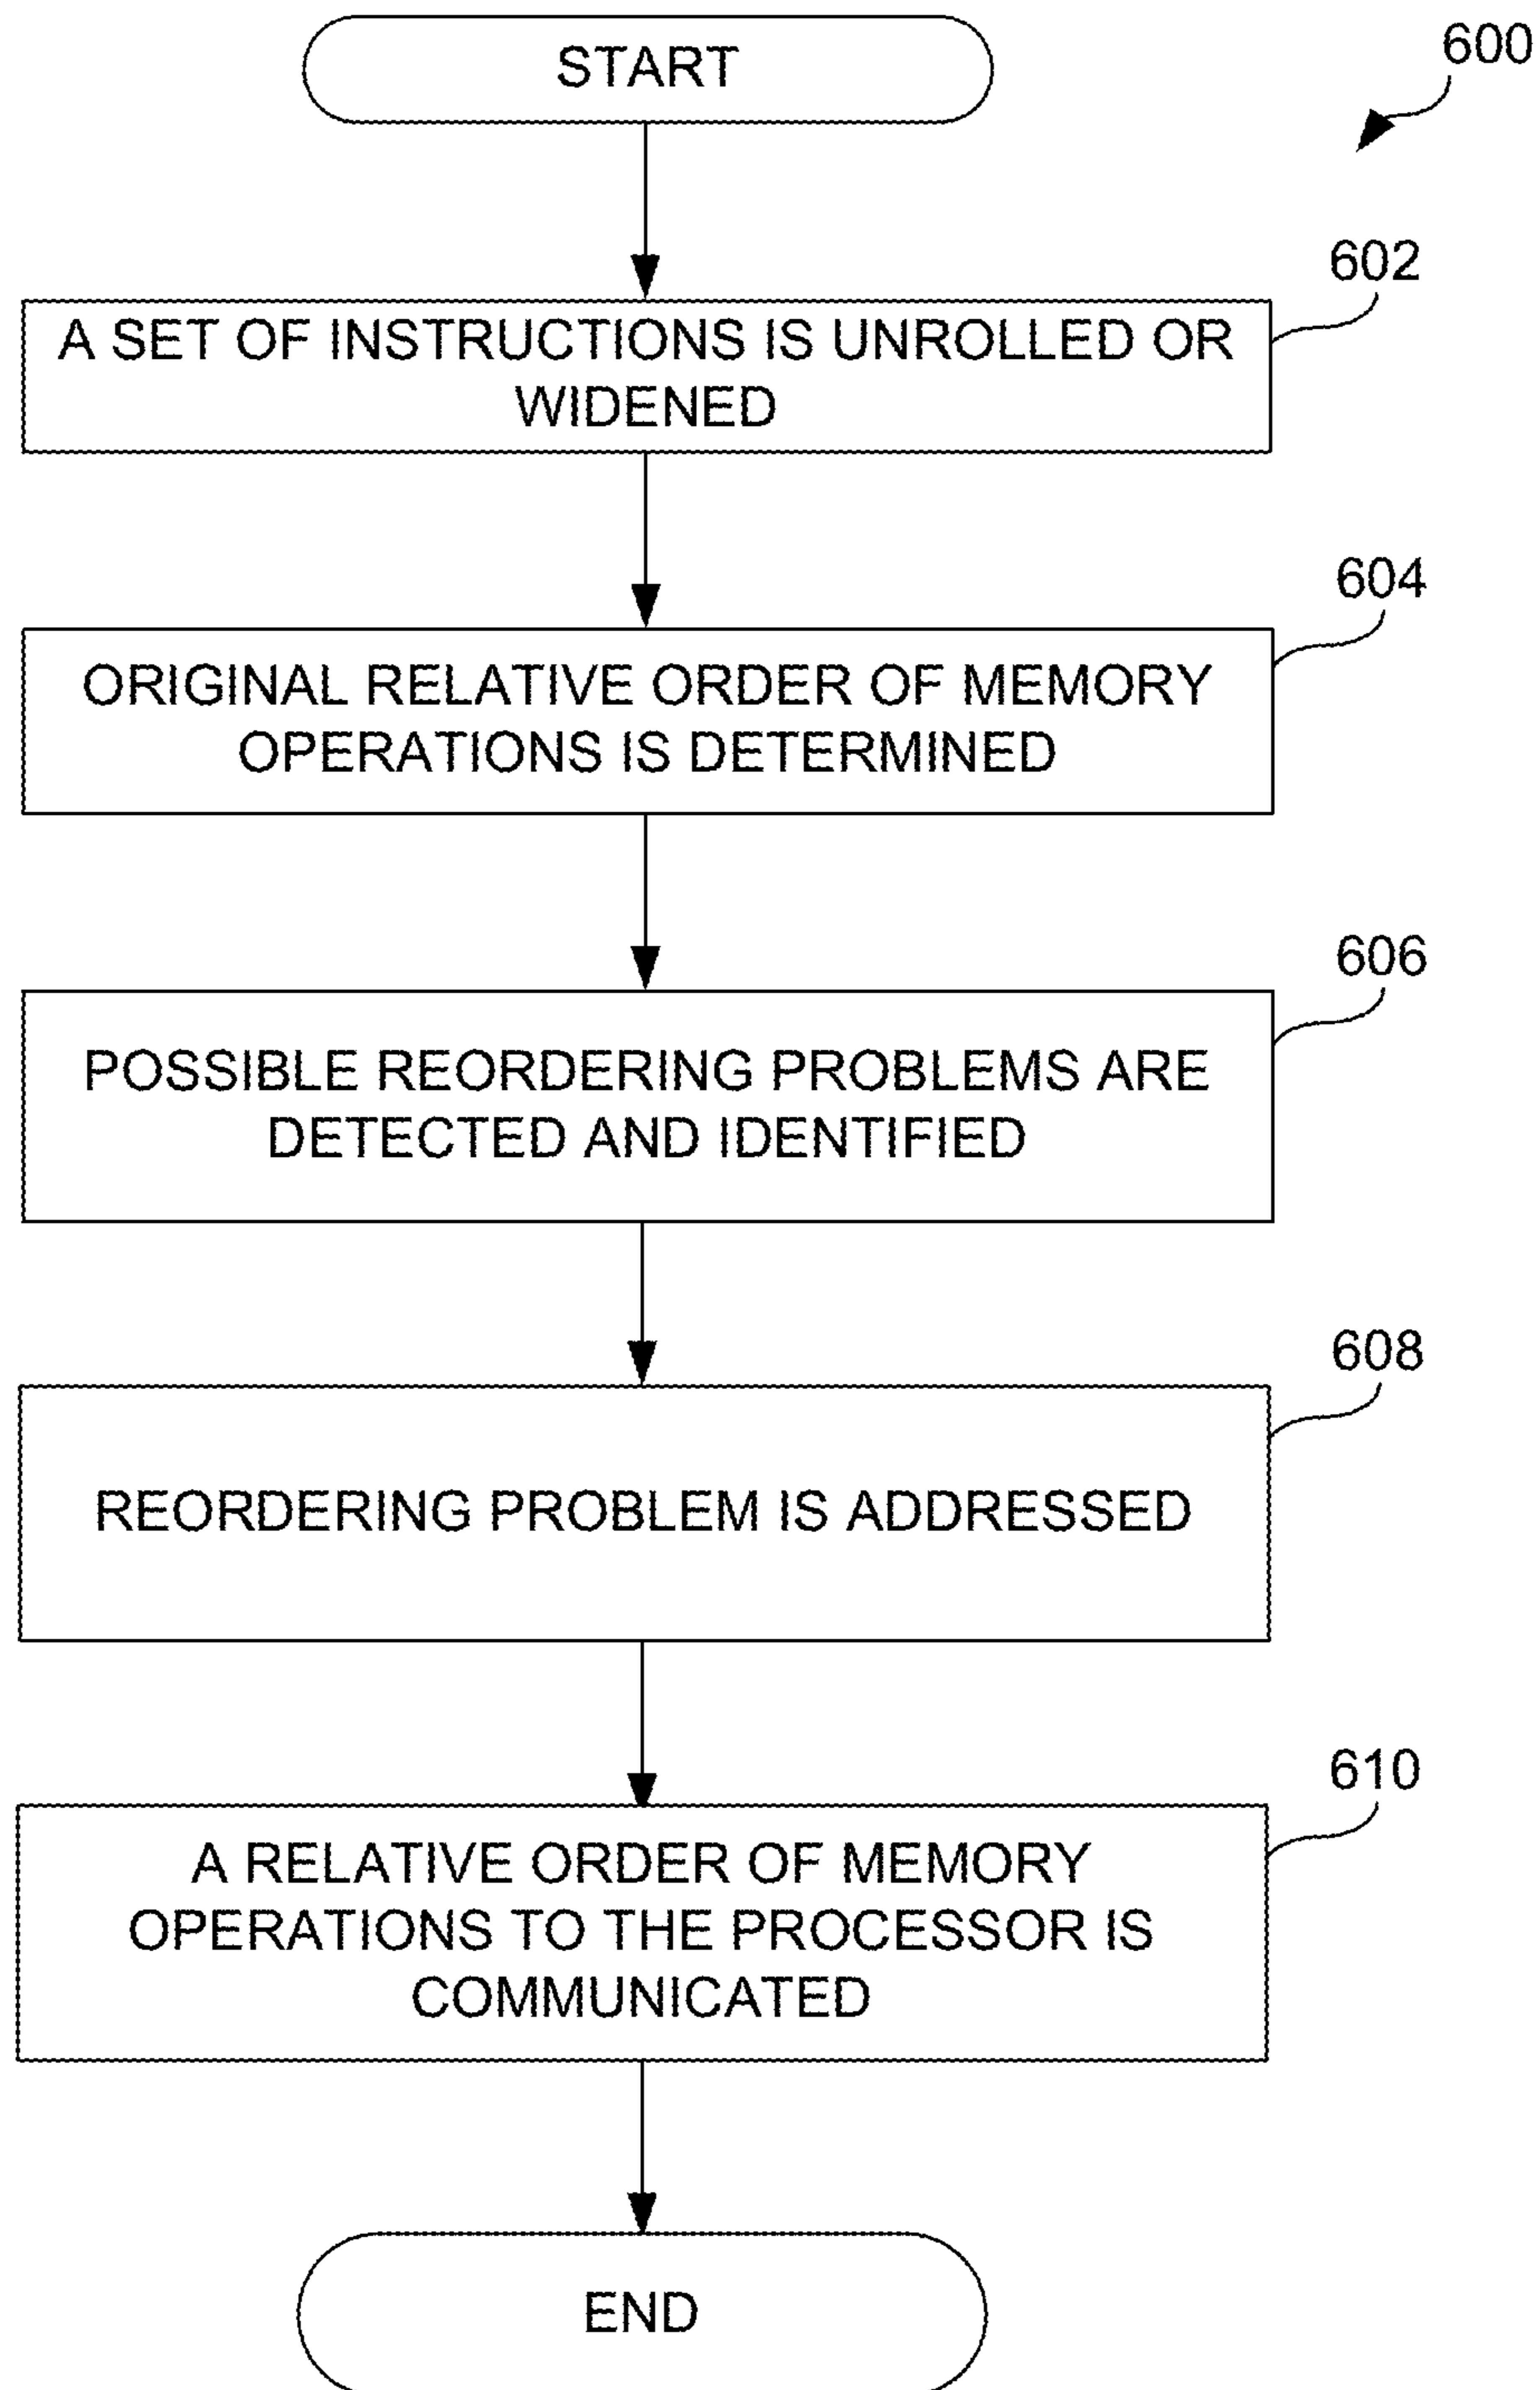 START
600
602
A SET OF INSTRUCTIONS IS UNROLLED OR
WIDENED
604
ORIGINAL RELATIVE ORDER OF MEMORY
OPERATIONS IS DETERMINED
606
POSSIBLE REORDERING PROBLEMS ARE
DETECTED AND IDENTIFIED
608
REORDERING PROBLEM IS ADDRESSED
610
A RELATIVE ORDER OF MEMORY
OPERATIONS TO THE PROCESSOR IS
COMMUNICATED
END